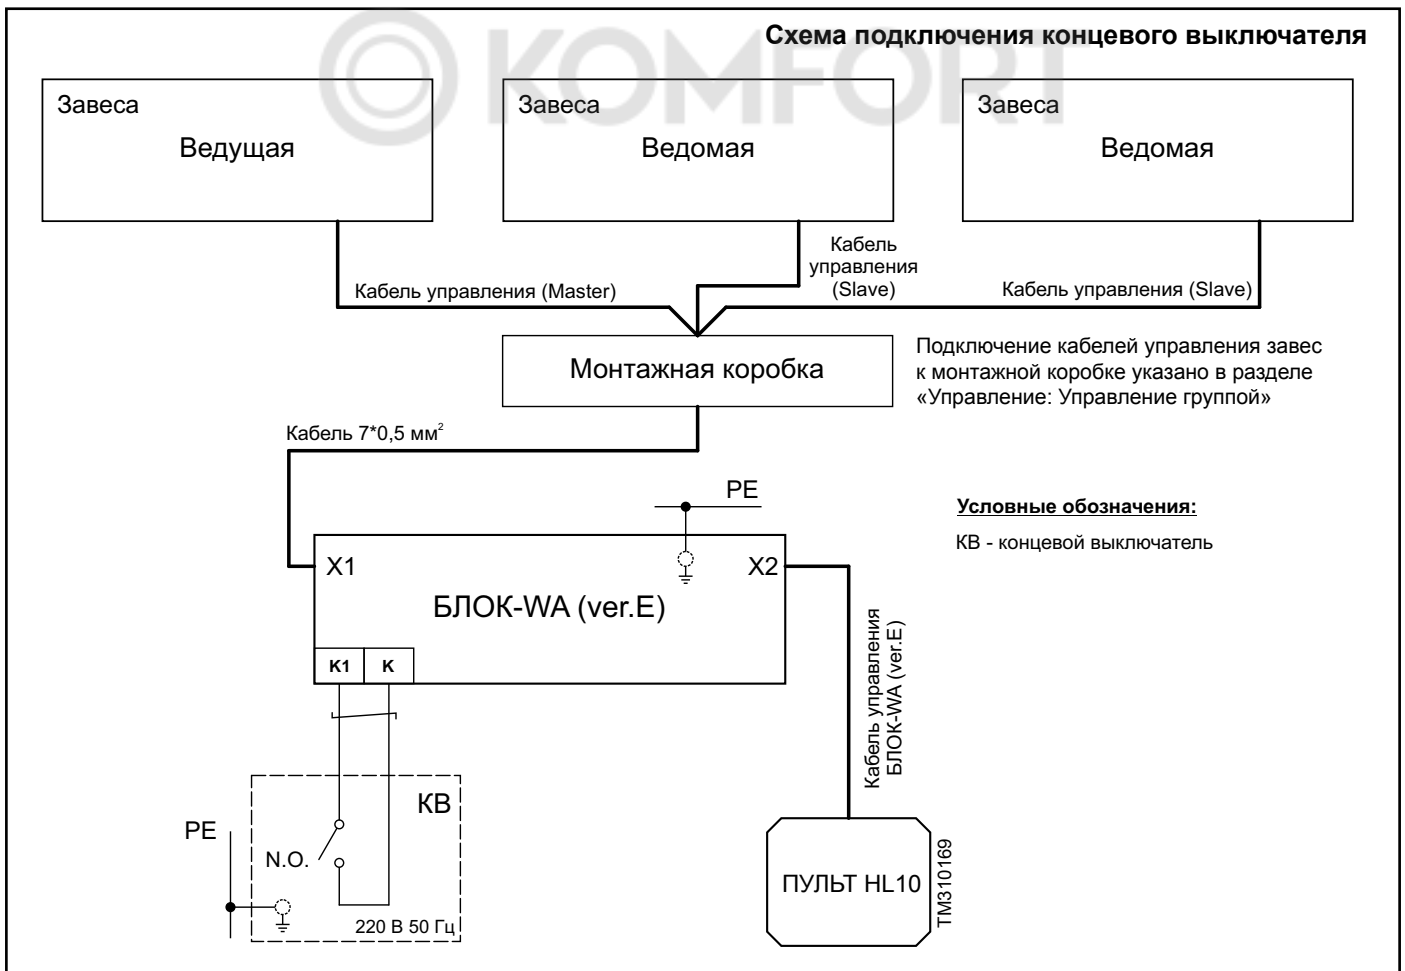 KOMFORT
Схема подключения концевого выключателя
Завеса
Ведущая
Завеса
Ведомая
Завеса
Ведомая
Кабель управления (Master)
Кабель
управления
(Slave)
Кабель управления (Slave)
Монтажная коробка
Подключение кабелей управления завес
к монтажной коробке указано в разделе
«Управление: Управление группой»
Кабель 7*0,5 мм²
PE
Условные обозначения:
КВ - концевой выключатель
X1
X2
БЛОК-WA (ver.E)
K1
K
Кабель управления
БЛОК-WA (ver.E)
КВ
PE
N.O.
220 В 50 Гц
ПУЛЬТ HL10
TM310169